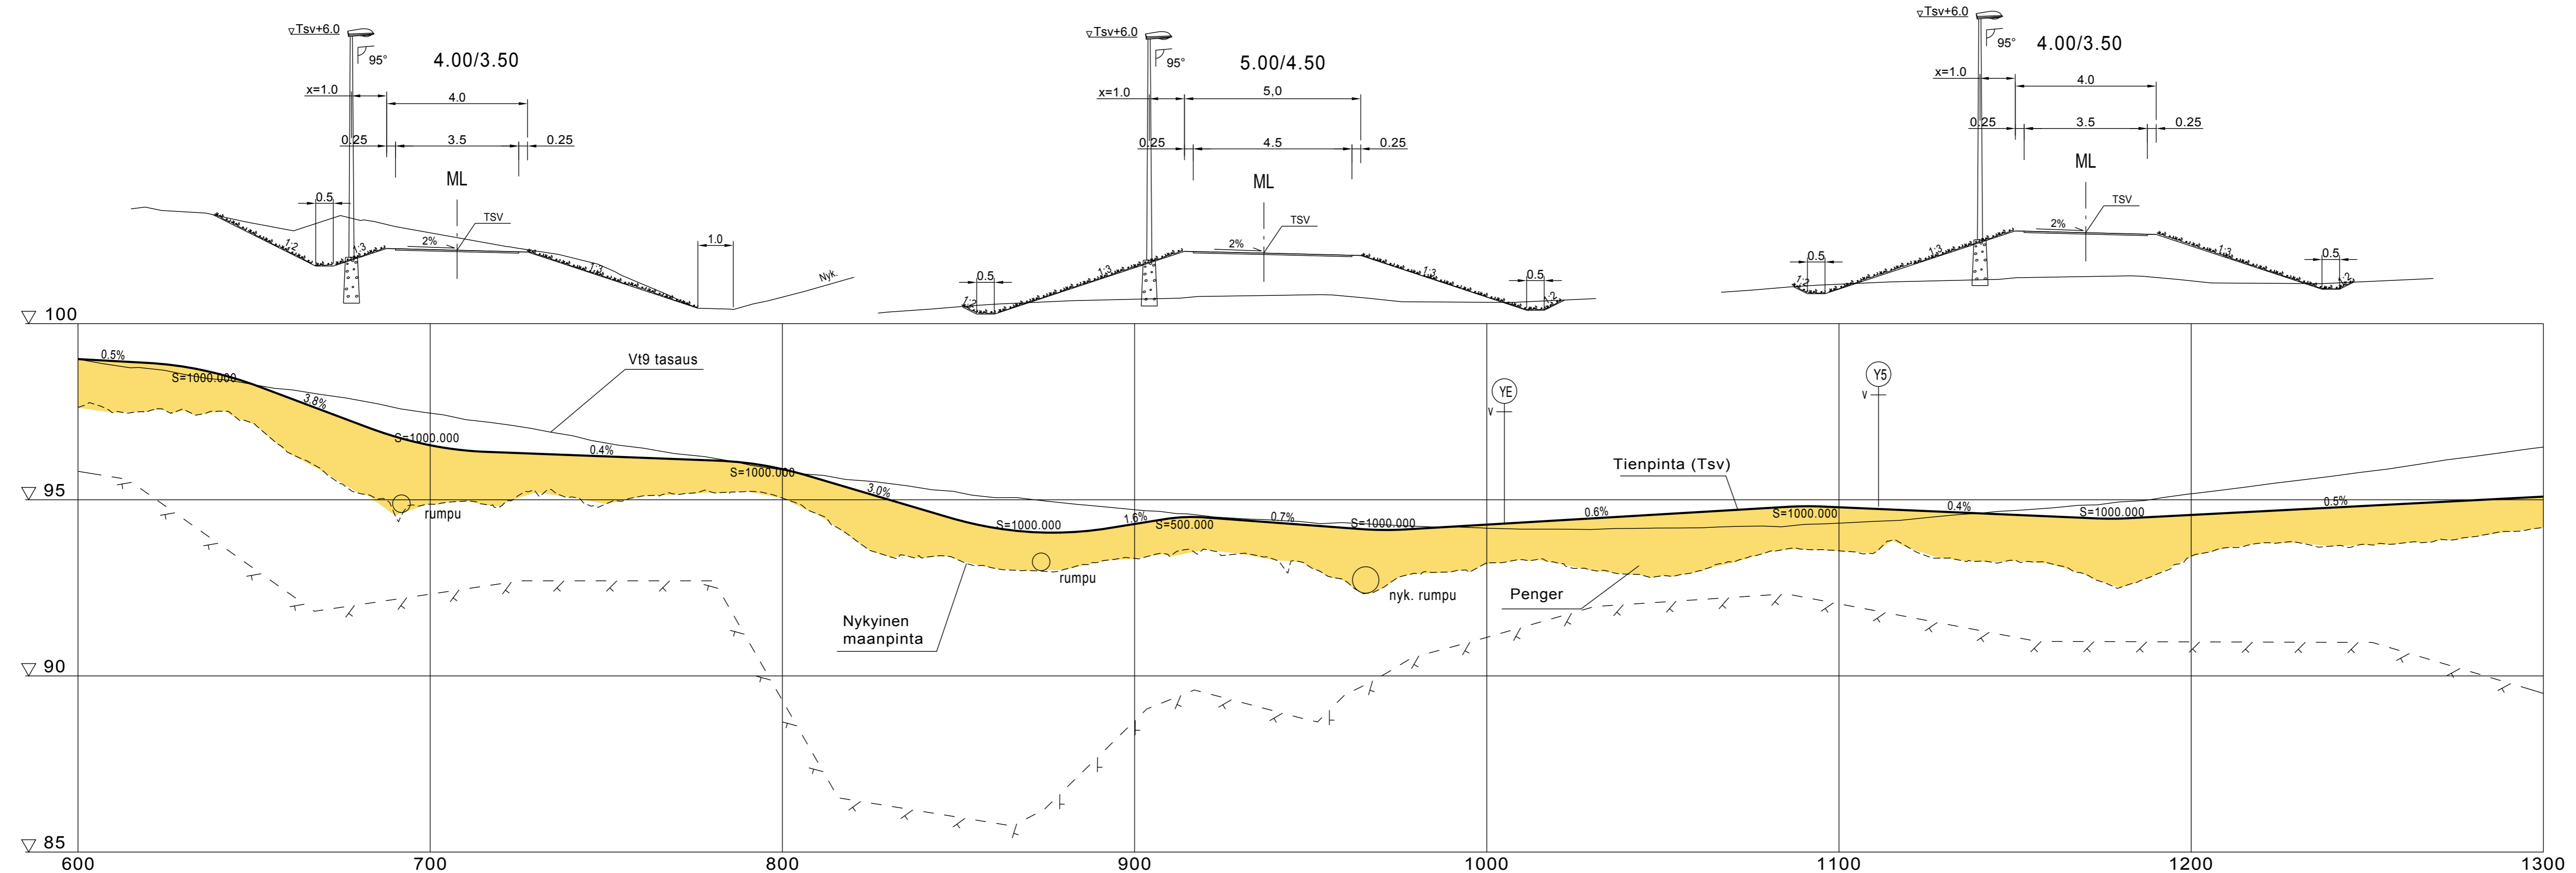 Tsv+6.0
95°
4.00/3.50
x=1.0
4.0
0.25
3.5
0.25
ML
0.5
TSV
2%
1:2
1:3
1:3
1.0
Nyk.
Tsv+6.0
95°
5.00/4.50
x=1.0
5,0
0.25
4.5
0.25
ML
TSV
2%
0.5
0.5
1:2
1:3
1:3
1:2
Tsv+6.0
95°
4.00/3.50
x=1.0
4.0
0.25
3.5
0.25
ML
TSV
2%
0.5
0.5
1:2
1:3
1:3
1:2
100
95
90
85
0.5%
S=1000.000
3.8%
S=1000.000
Vt9 tasaus
0.4%
S=1000.000
3.0%
S=1000.000
1.6%
S=500.000
0.7%
S=1000.000
YE
V
0.6%
Tienpinta (Tsv)
Y5
V
S=1000.000
0.4%
S=1000.000
0.5%
rumpu
rumpu
nyk. rumpu
Penger
Nykyinen
maanpinta
600 700 800 900 1000 1100 1200 1300